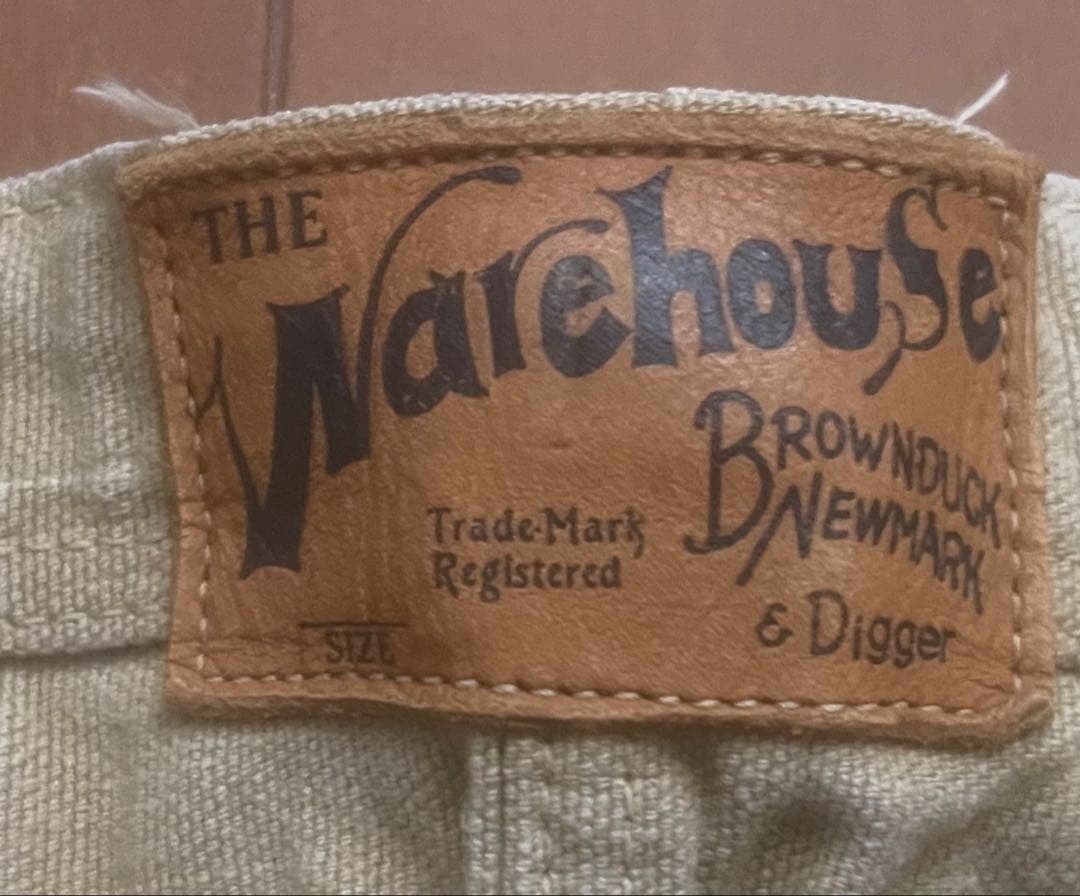 THE
WarehouSe
BROWNDUCK
NEWMARK
& Digger
Trade-Mark
Registered
SIZE